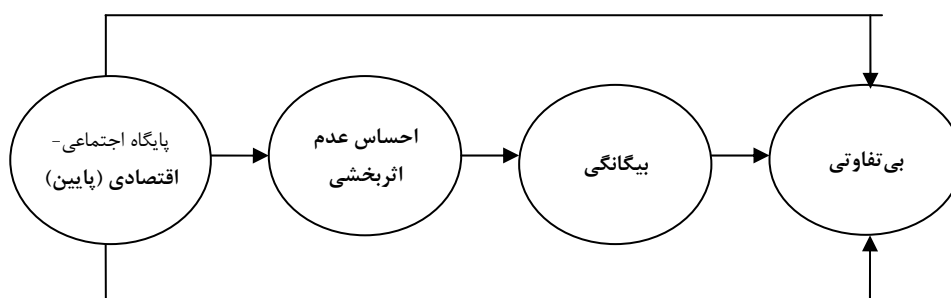 پایگاه اجتماعی-
اقتصادی (پایین)
احساس عدم
اثربخشی
بیگانگی
بی‌تفاوتی